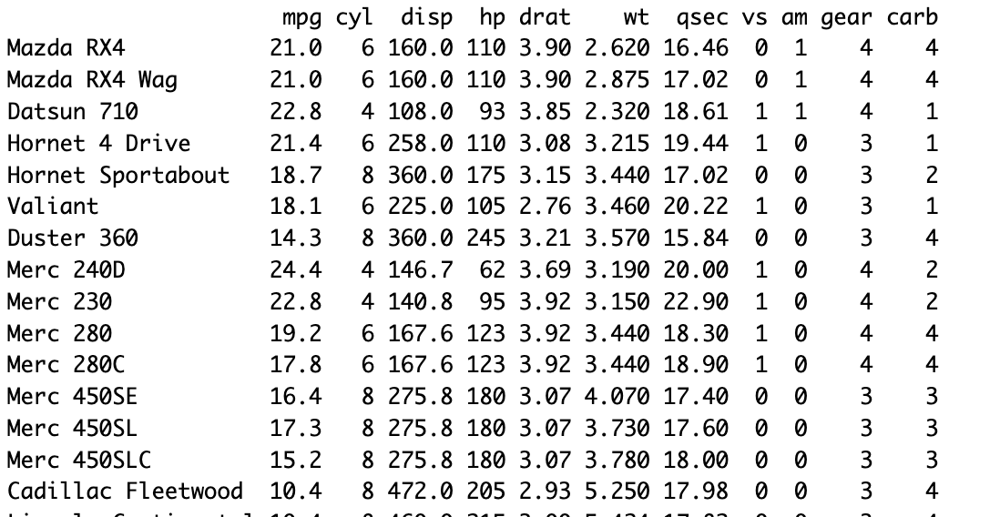 mpg cyl disp hp drat wt qsec vs am gear carb
Mazda RX4 21.0 6 160.0 110 3.90 2.620 16.46 0 1 4 4
Mazda RX4 Wag 21.0 6 160.0 110 3.90 2.875 17.02 0 1 4 4
Datsun 710 22.8 4 108.0 93 3.85 2.320 18.61 1 1 4 1
Hornet 4 Drive 21.4 6 258.0 110 3.08 3.215 19.44 1 0 3 1
Hornet Sportabout 18.7 8 360.0 175 3.15 3.440 17.02 0 0 3 2
Valiant 18.1 6 225.0 105 2.76 3.460 20.22 1 0 3 1
Duster 360 14.3 8 360.0 245 3.21 3.570 15.84 0 0 3 4
Merc 240D 24.4 4 146.7 62 3.69 3.190 20.00 1 0 4 2
Merc 230 22.8 4 140.8 95 3.92 3.150 22.90 1 0 4 2
Merc 280 19.2 6 167.6 123 3.92 3.440 18.30 1 0 4 4
Merc 280C 17.8 6 167.6 123 3.92 3.440 18.90 1 0 4 4
Merc 450SE 16.4 8 275.8 180 3.07 4.070 17.40 0 0 3 3
Merc 450SL 17.3 8 275.8 180 3.07 3.730 17.60 0 0 3 3
Merc 450SLC 15.2 8 275.8 180 3.07 3.780 18.00 0 0 3 3
Cadillac Fleetwood 10.4 8 472.0 205 2.93 5.250 17.98 0 0 3 4